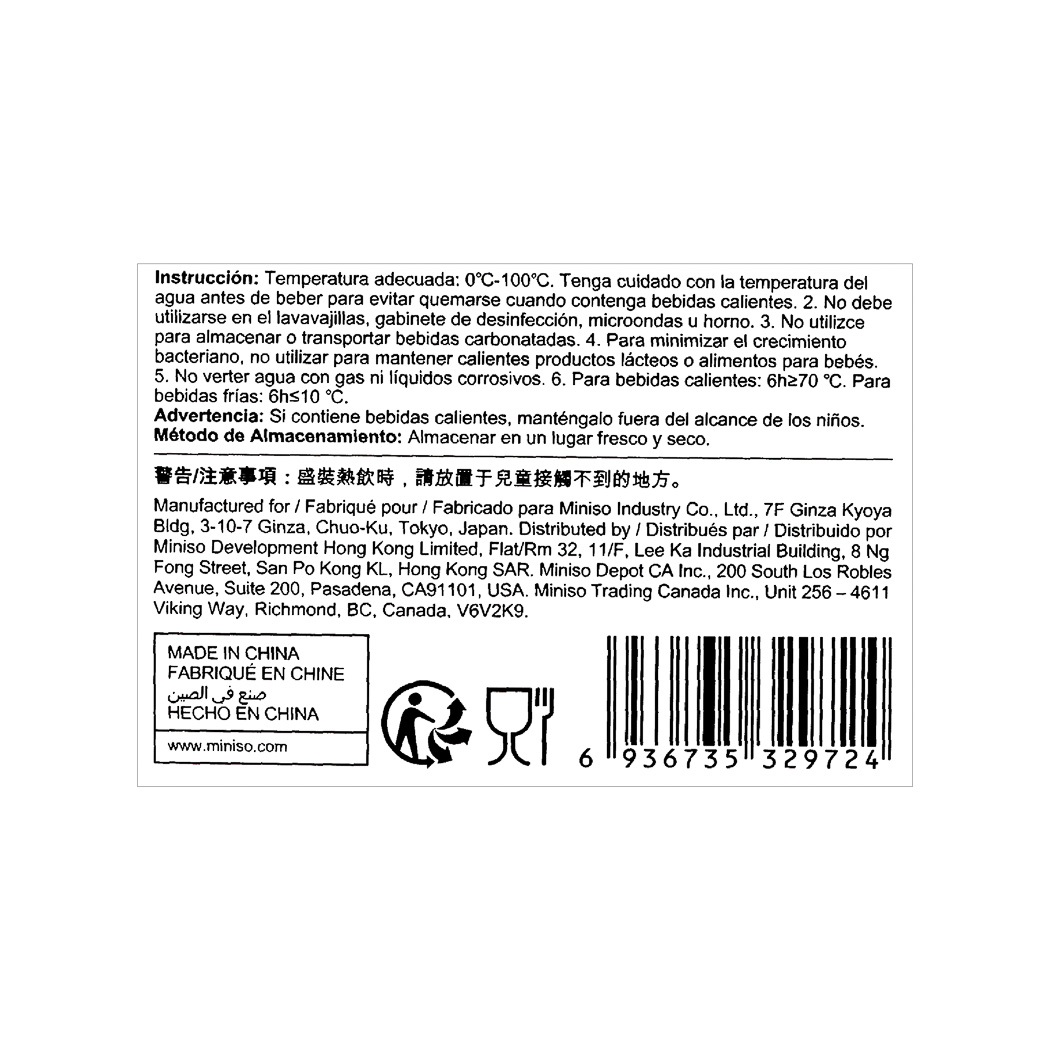 Instrucción: Temperatura adecuada: 0℃-100℃. Tenga cuidado con la temperatura del
agua antes de beber para evitar quemarse cuando contenga bebidas calientes. 2. No debe
utilizarse en el lavavajillas, gabinete de desinfección, microondas u horno. 3. No utilizce
para almacenar o transportar bebidas carbonatadas. 4. Para minimizar el crecimiento
bacteriano, no utilizar para mantener calientes productos lácteos o alimentos para bebés.
5. No verter agua con gas ni líquidos corrosivos. 6. Para bebidas calientes: 6h≥70 ℃. Para
bebidas frías: 6h≤10 ℃.
Advertencia: Si contiene bebidas calientes, manténgalo fuera del alcance de los niños.
Método de Almacenamiento: Almacenar en un lugar fresco y seco.
警告/注意事項：盛裝熱飲時，請放置于兒童接觸不到的地方。
Manufactured for / Fabriqué pour / Fabricado para Miniso Industry Co., Ltd., 7F Ginza Kyoya
Bldg, 3-10-7 Ginza, Chuo-Ku, Tokyo, Japan. Distributed by / Distribués par / Distribuido por
Miniso Development Hong Kong Limited, Flat/Rm 32, 11/F, Lee Ka Industrial Building, 8 Ng
Fong Street, San Po Kong KL, Hong Kong SAR. Miniso Depot CA Inc., 200 South Los Robles
Avenue, Suite 200, Pasadena, CA91101, USA. Miniso Trading Canada Inc., Unit 256 – 4611
Viking Way, Richmond, BC, Canada, V6V2K9.
MADE IN CHINA
FABRIQUÉ EN CHINE
صنع في الصين
HECHO EN CHINA
www.miniso.com
6 936735 329724